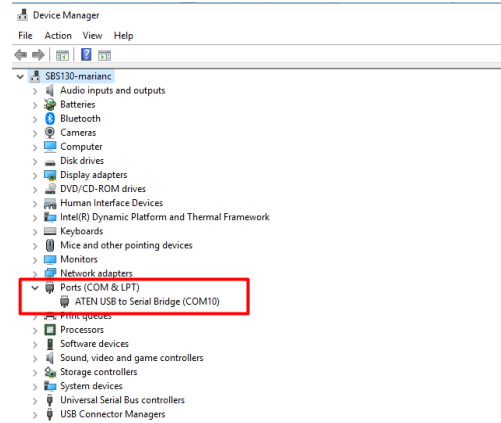 Device Manager
File Action View Help
SBS130-marianc
Audio inputs and outputs
Batteries
Bluetooth
Cameras
Computer
Disk drives
Display adapters
DVD/CD-ROM drives
Human Interface Devices
Intel(R) Dynamic Platform and Thermal Framework
Keyboards
Mice and other pointing devices
Monitors
Network adapters
Ports (COM & LPT)
ATEN USB to Serial Bridge (COM10)
Print queues
Processors
Software devices
Sound, video and game controllers
Storage controllers
System devices
Universal Serial Bus controllers
USB Connector Managers